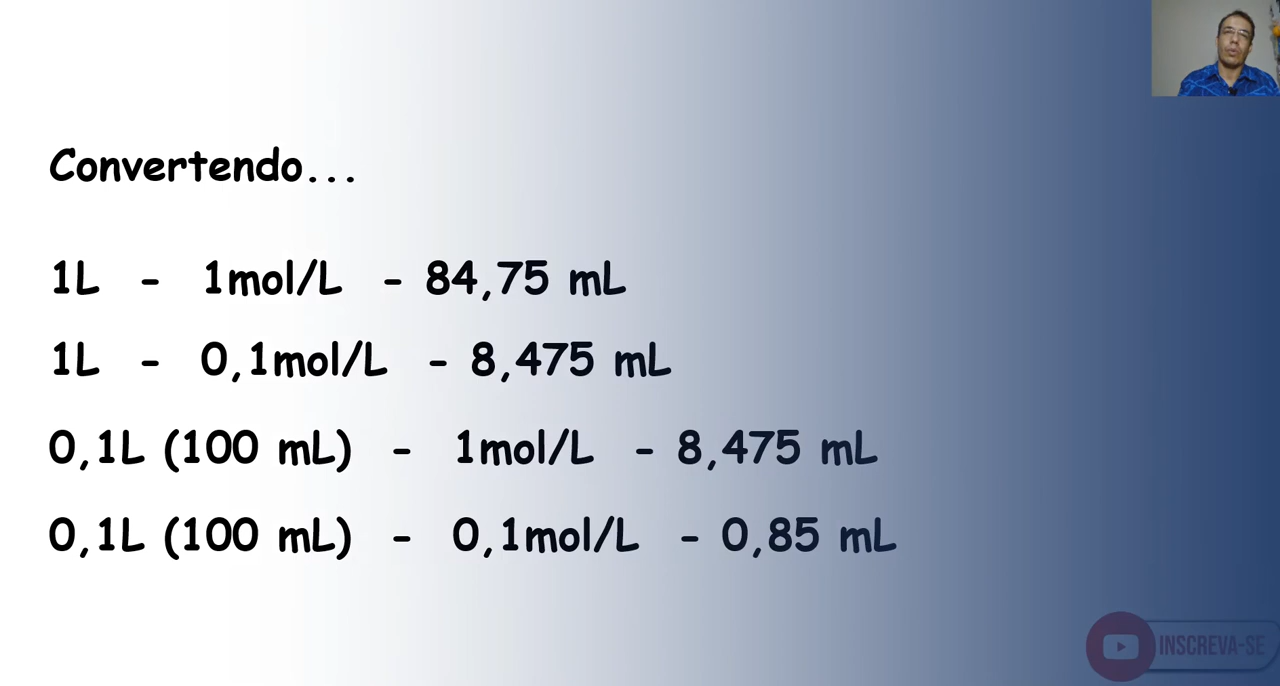 Convertendo...
1L - 1mol/L - 84,75 mL
1L - 0,1mol/L - 8,475 mL
0,1L (100 mL) - 1mol/L - 8,475 mL
0,1L (100 mL) - 0,1mol/L - 0,85 mL
INSCREVA-SE